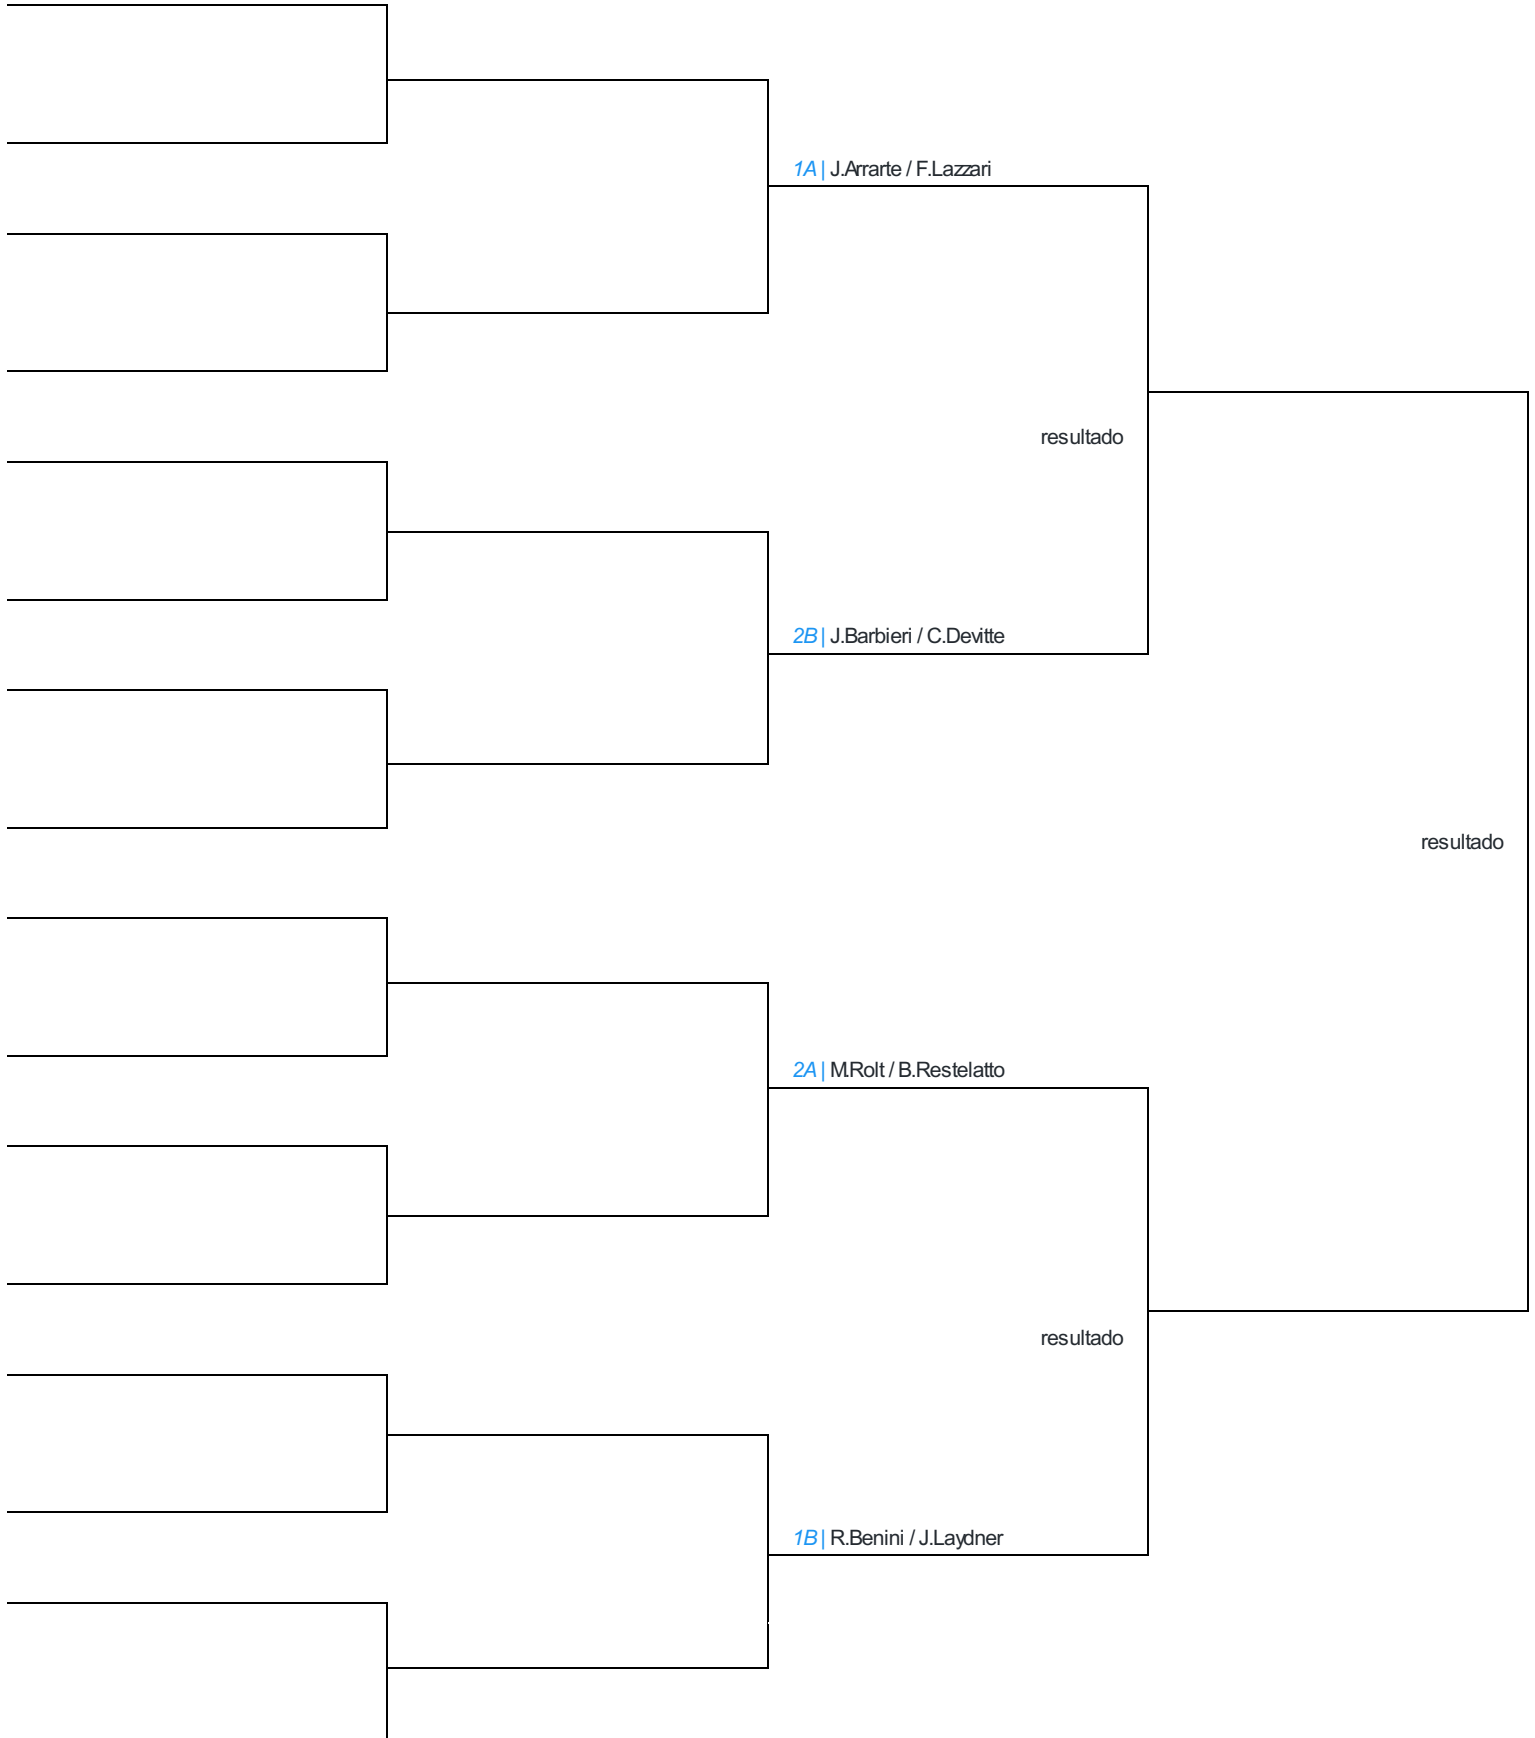 1A | J.Arrarte / F.Lazzari
resultado
2B | J.Barbieri / C.Devitte
resultado
2A | M.Rolt / B.Restelatto
resultado
1B | R.Benini / J.Laydner